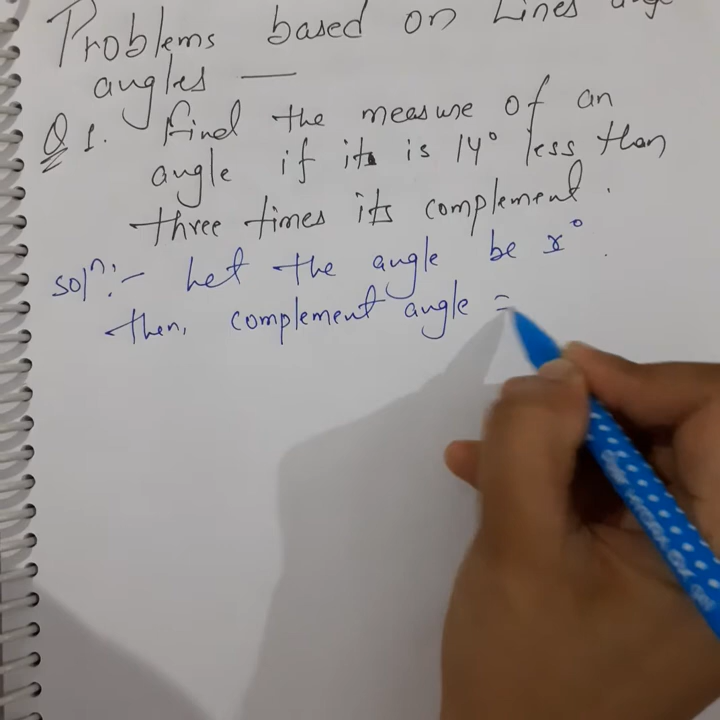 Problems based on Lines
angles —
Q 1. Find the measure of an
angle if its is 14° less than
three times its complement.
soln:- Let the angle be x°.
then, complement angle =